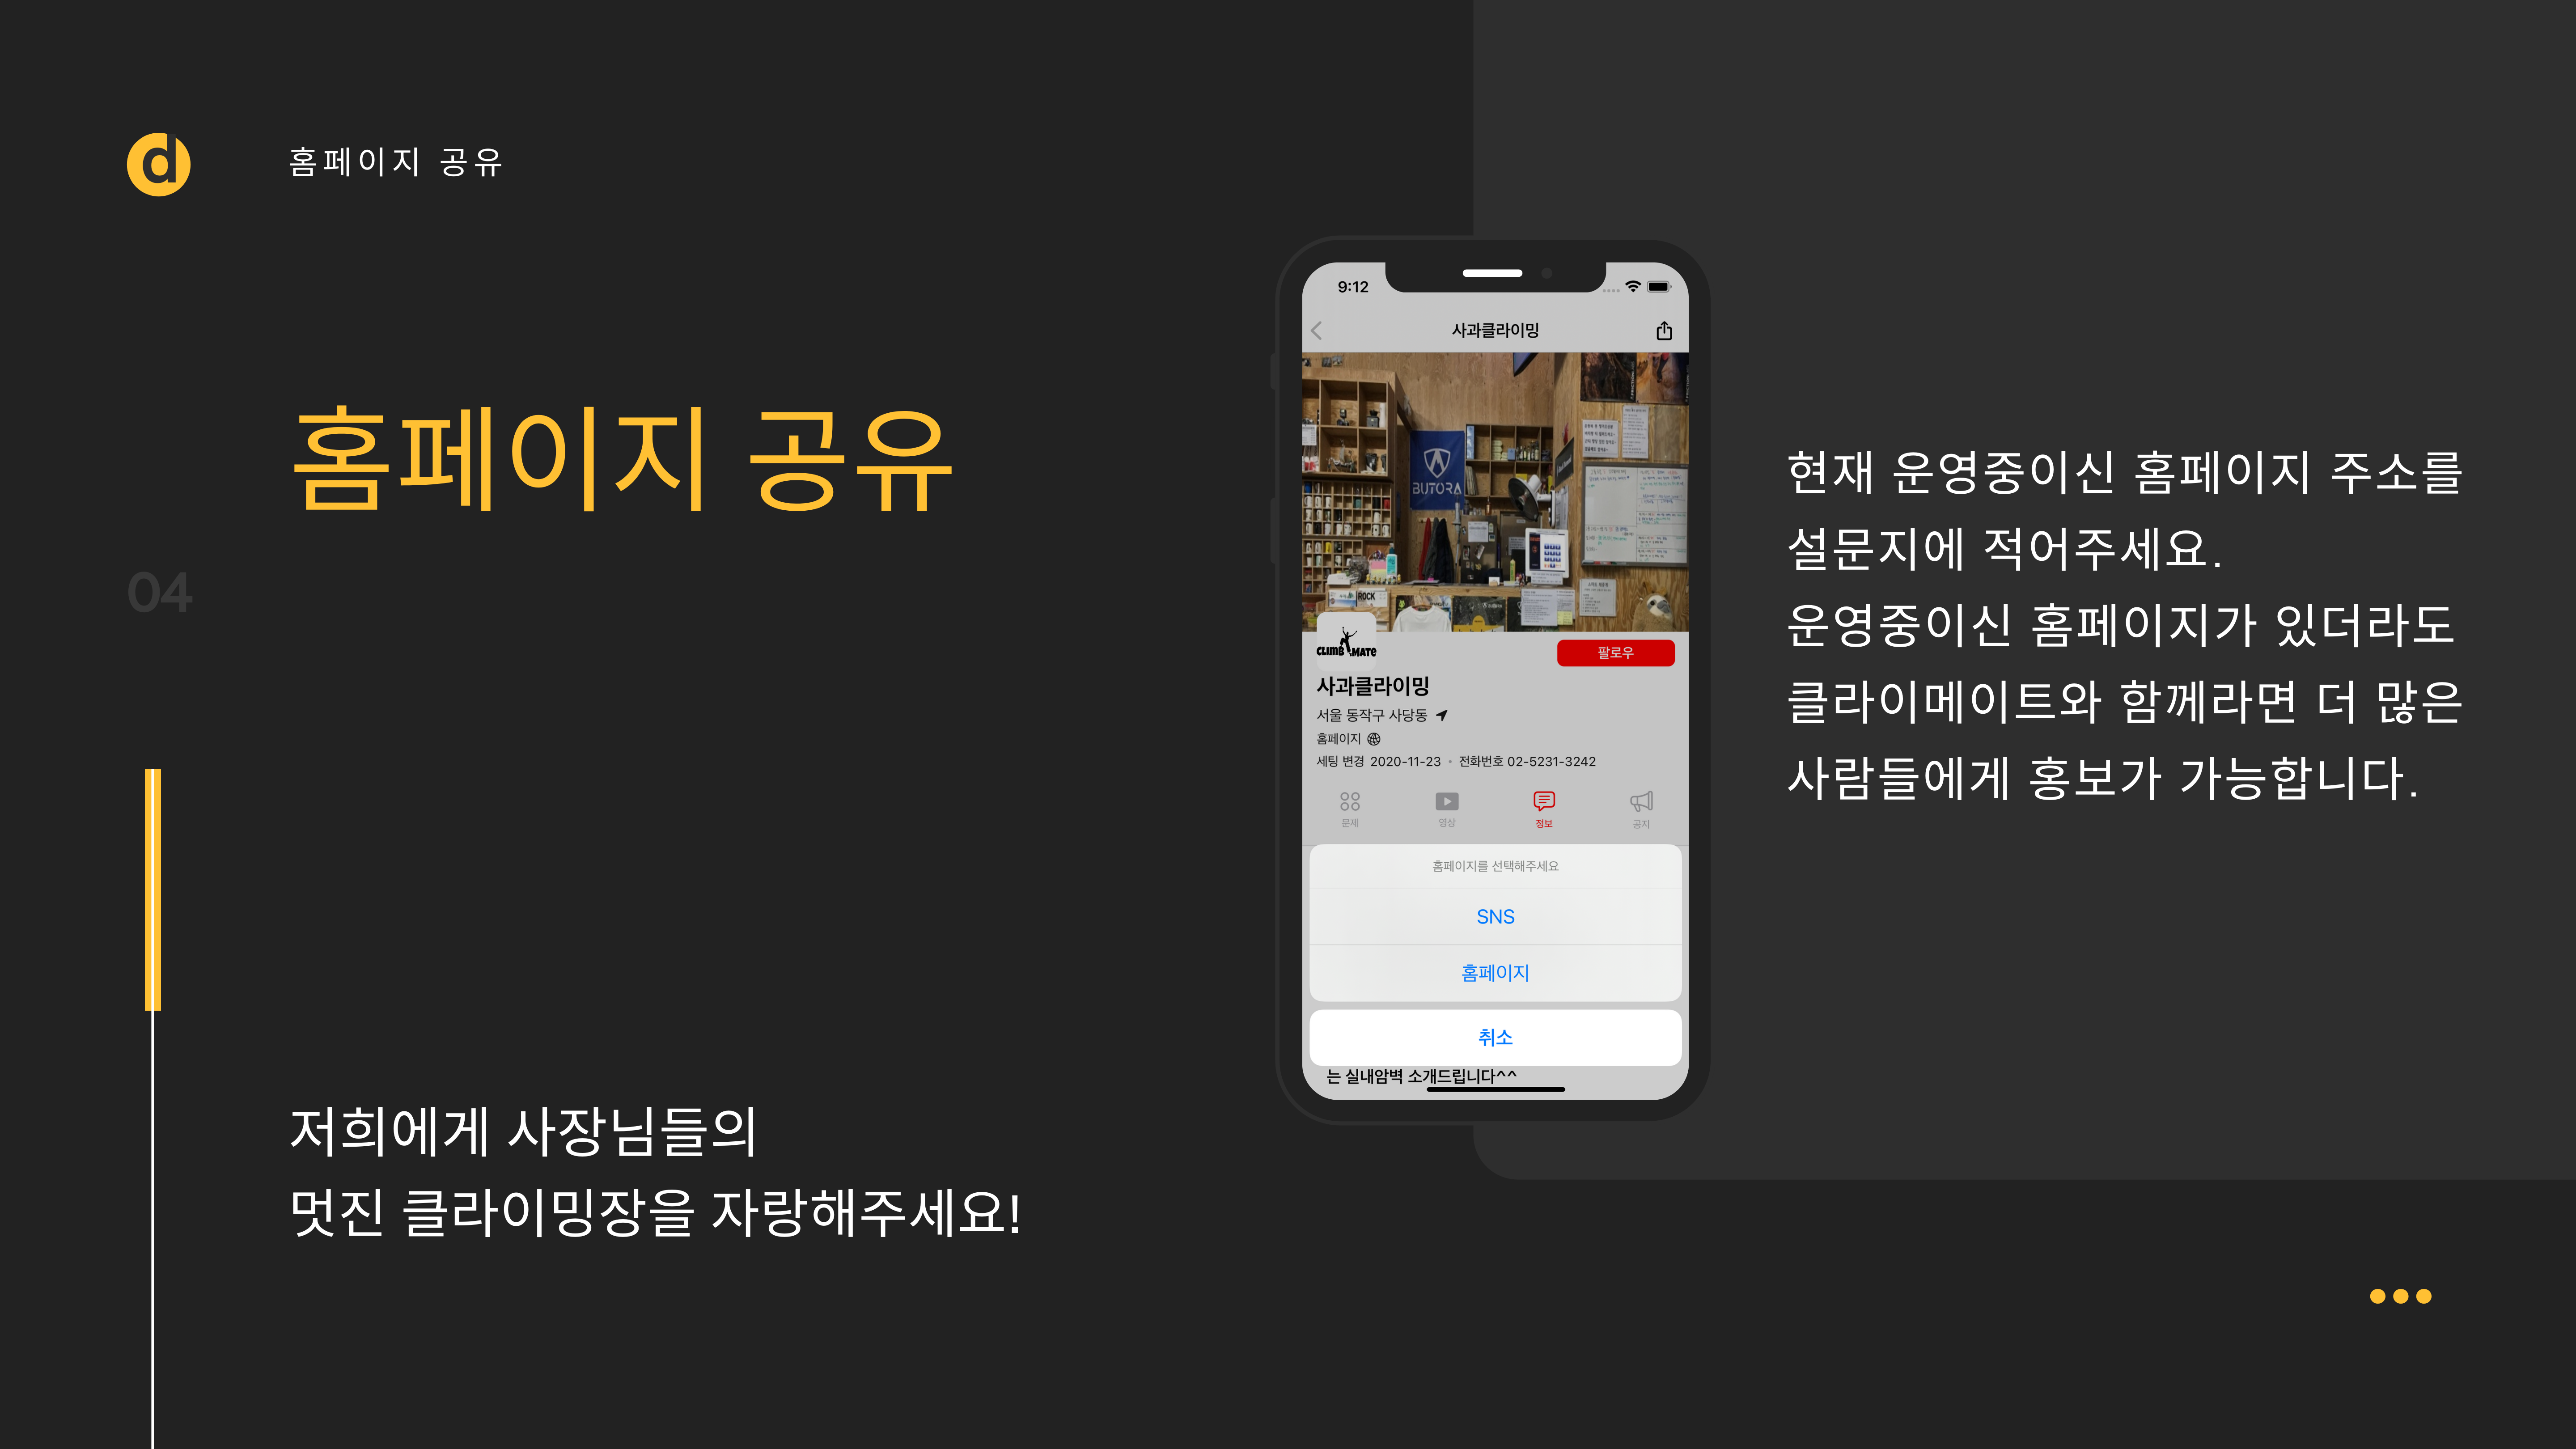 d
홈페이지 공유
홈페이지 공유
04
저희에게 사장님들의
멋진 클라이밍장을 자랑해주세요!
9:12
사과클라이밍
BUTORA
ROCK
CLIMB MATE
팔로우
사과클라이밍
서울 동작구 사당동
홈페이지
세팅 변경 2020-11-23 • 전화번호 02-5231-3242
문제 영상 정보 공지
홈페이지를 선택해주세요
SNS
홈페이지
취소
는 실내암벽 소개드립니다^^
현재 운영중이신 홈페이지 주소를
설문지에 적어주세요.
운영중이신 홈페이지가 있더라도
클라이메이트와 함께라면 더 많은
사람들에게 홍보가 가능합니다.